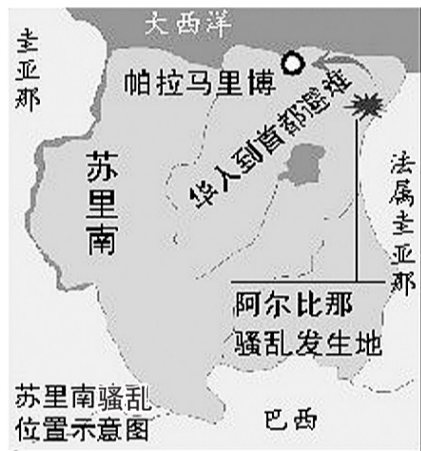 大西洋
圭亚那
帕拉马里博
华人到首都避难
苏里南
法属圭亚那
阿尔比那
骚乱发生地
苏里南骚乱
位置示意图
巴西